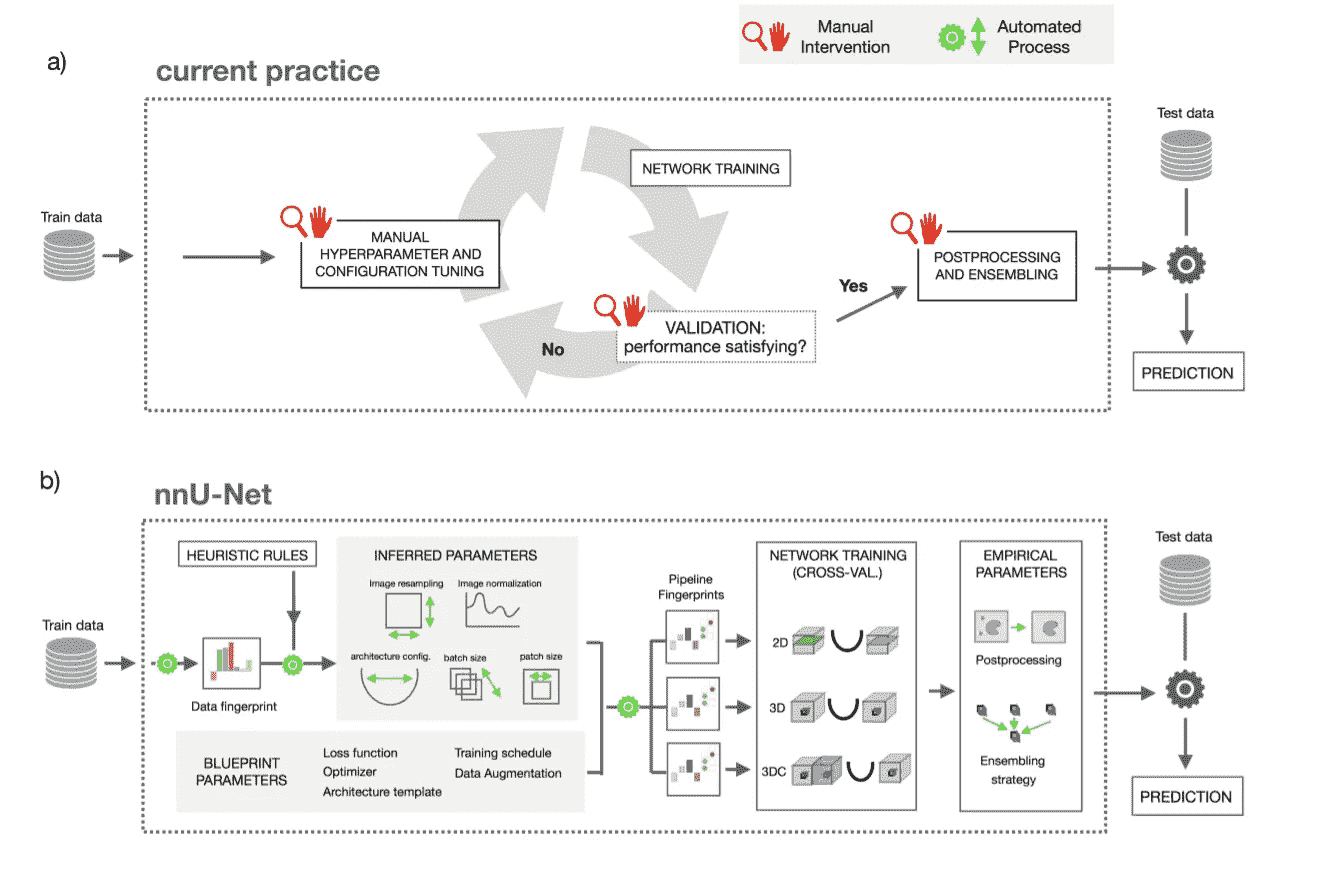 Manual
Intervention
Automated
Process
a)
current practice
Train data
MANUAL
HYPERPARAMETER AND
CONFIGURATION TUNING
NETWORK TRAINING
VALIDATION:
performance satisfying?
No
Yes
POSTPROCESSING
AND ENSEMBLING
Test data
PREDICTION
b)
nnU-Net
Train data
HEURISTIC RULES
Data fingerprint
INFERRED PARAMETERS
Image resampling
Image normalization
architecture config.
batch size
patch size
BLUEPRINT
PARAMETERS
Loss function
Optimizer
Architecture template
Training schedule
Data Augmentation
Pipeline
Fingerprints
NETWORK TRAINING
(CROSS-VAL.)
2D
3D
3DC
EMPIRICAL
PARAMETERS
Postprocessing
Ensembling
strategy
Test data
PREDICTION